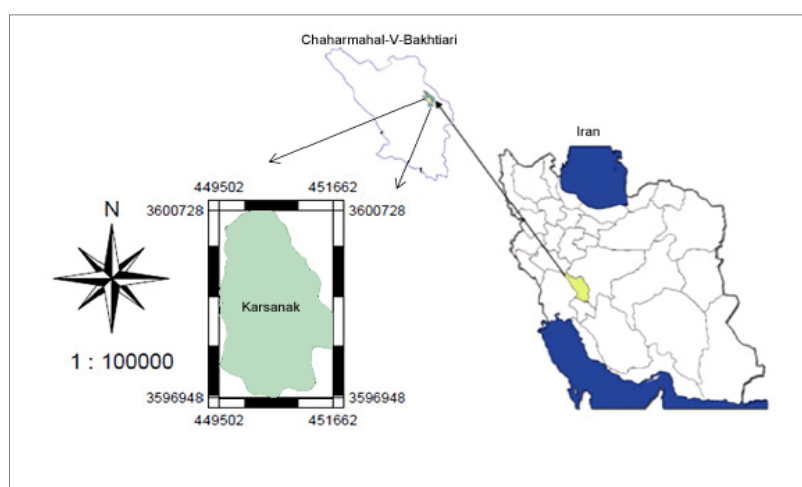 Chaharmahal-V-Bakhtiari
Iran
449502 451662
N
3600728 3600728
Karsanak
1 : 100000
3596948 3596948
449502 451662